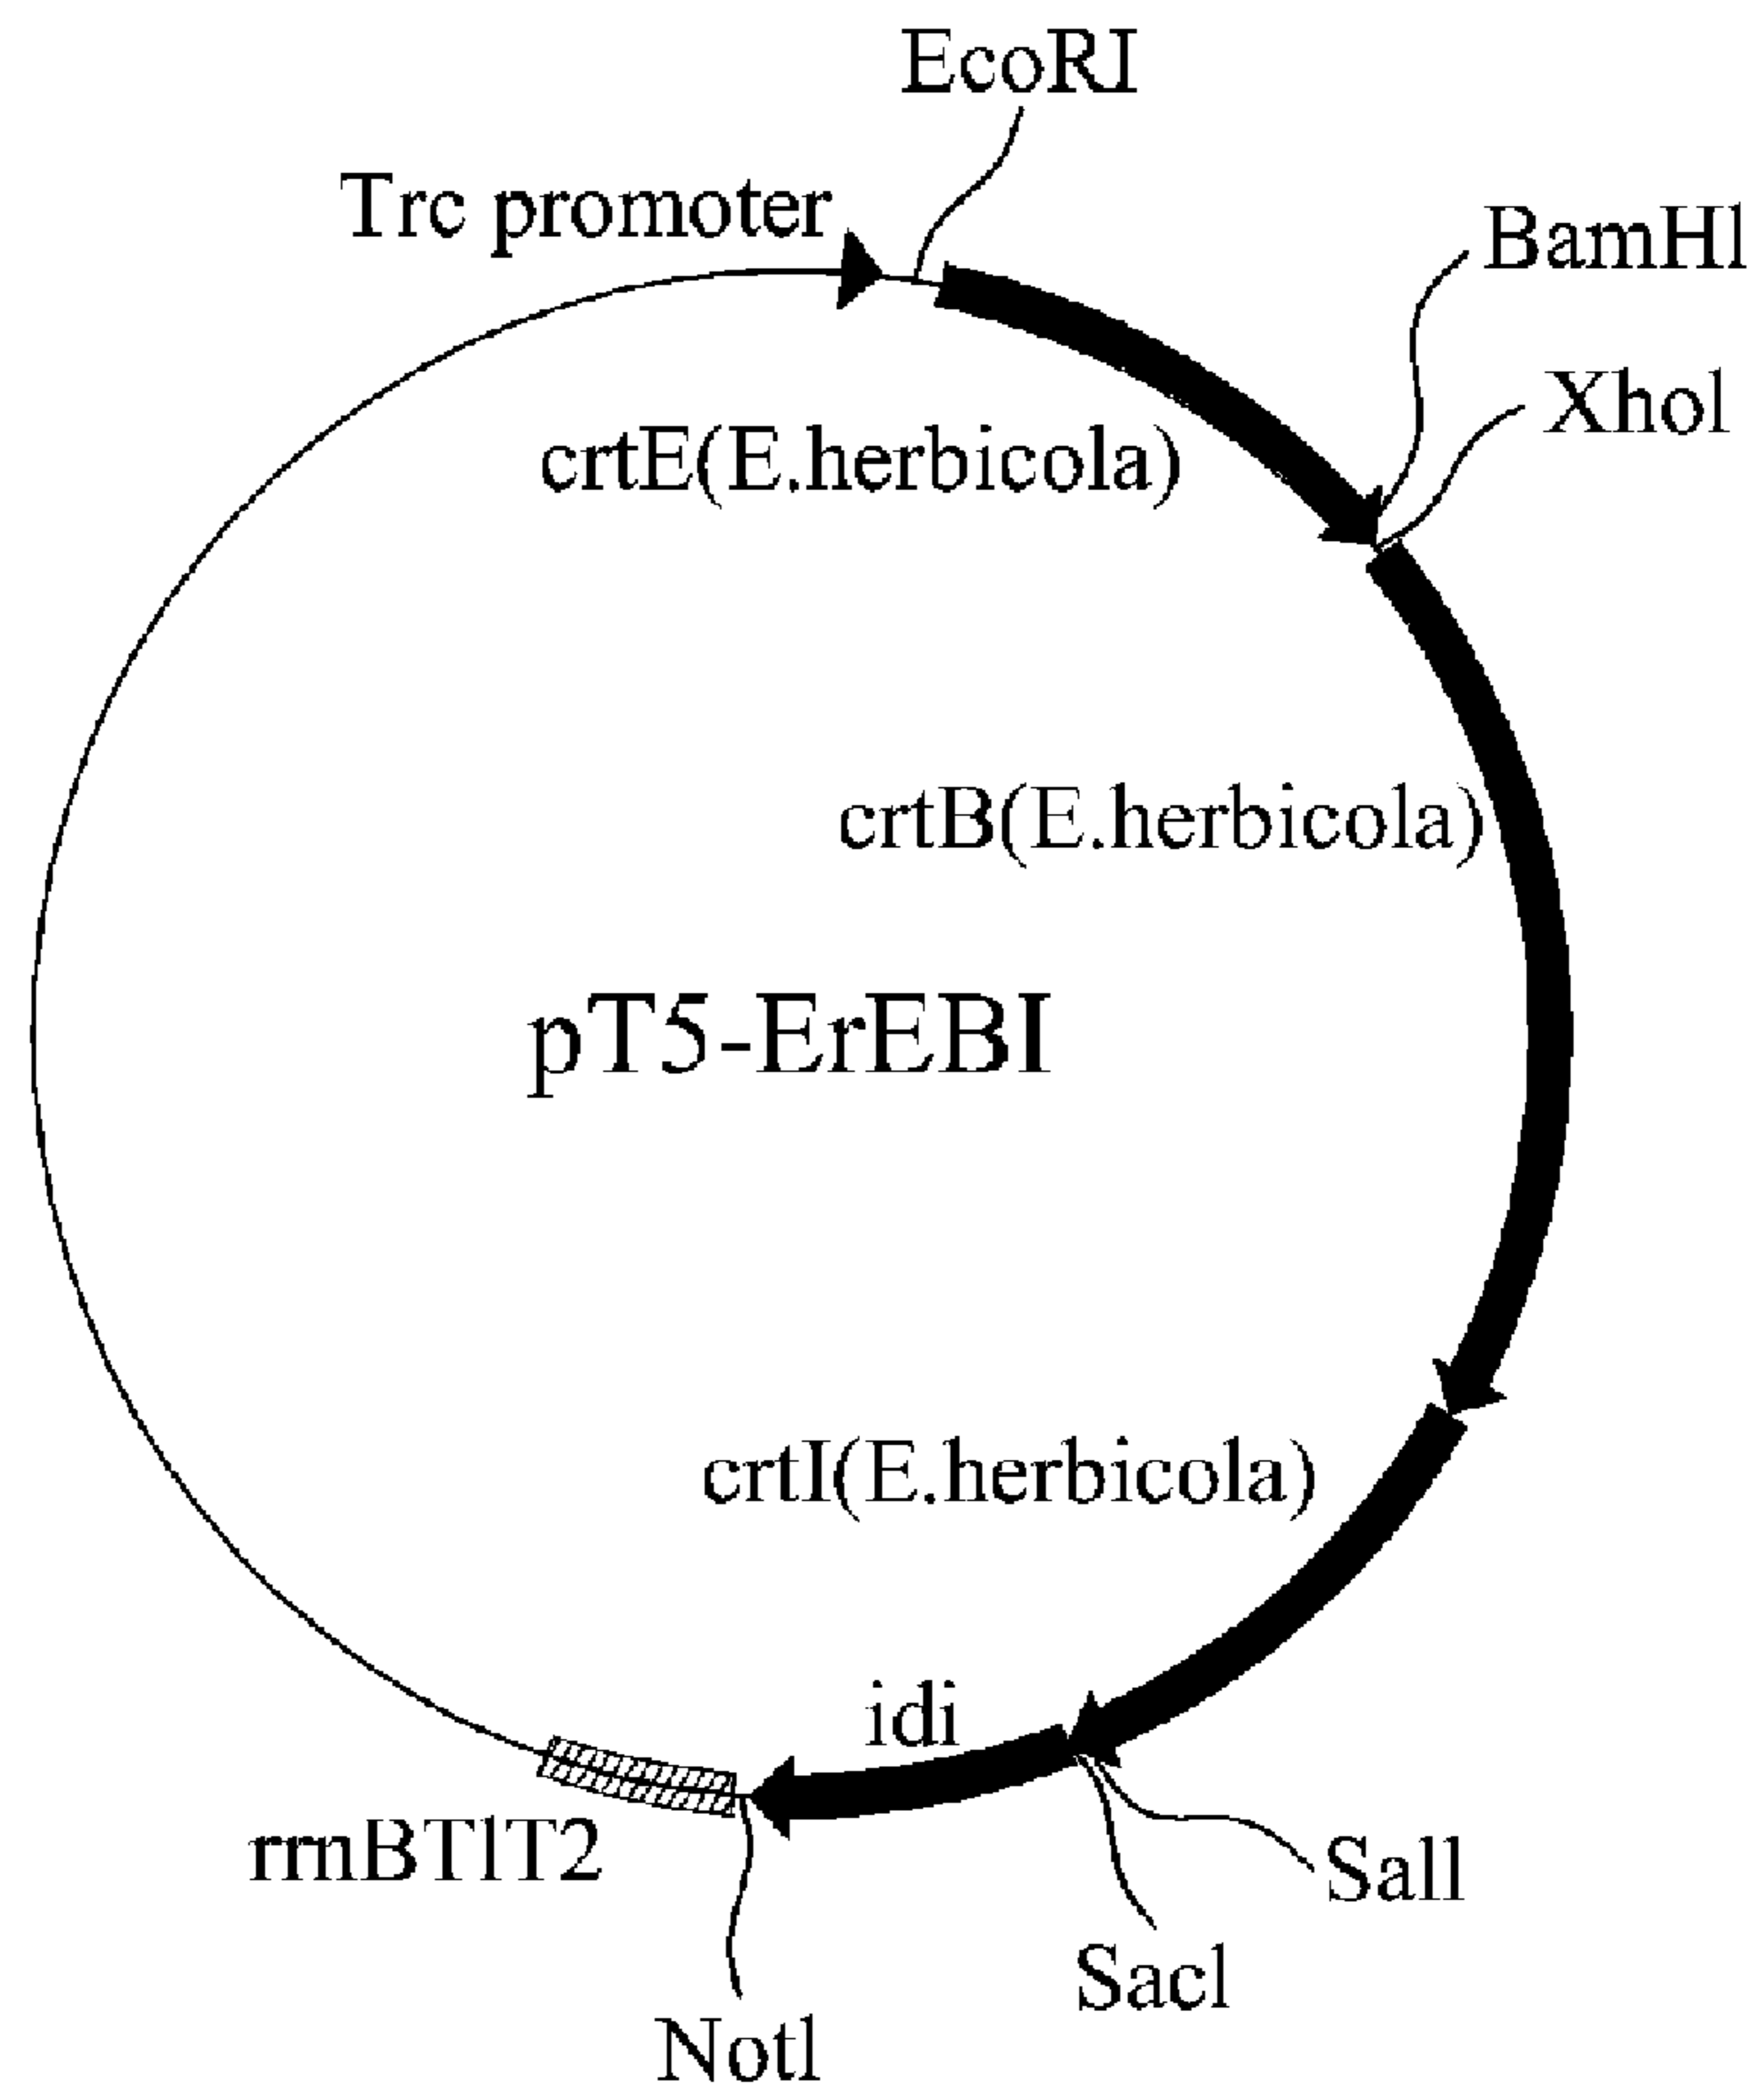 EcoRI
Trc promoter
BamHl
Xhol
crtE(E.herbicola)
crtB(E.herbicola)
pT5-ErEBI
crtI(E.herbicola)
idi
rrnBTlT2
Sall
Sacl
Notl